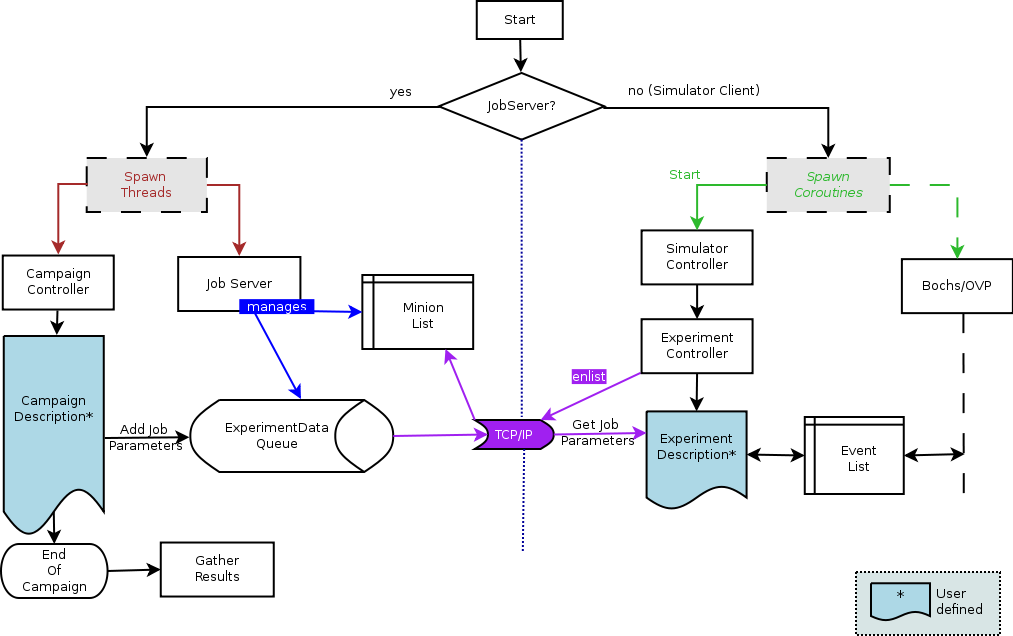 Start
JobServer?
yes
no (Simulator Client)
Spawn
Threads
Start
Spawn
Coroutines
Campaign
Controller
Job Server
manages
Minion
List
Simulator
Controller
Bochs/OVP
Experiment
Controller
enlist
Campaign
Description*
Add Job
Parameters
ExperimentData
Queue
TCP/IP
Get Job
Parameters
Experiment
Description*
Event
List
End
Of
Campaign
Gather
Results
*
User
defined